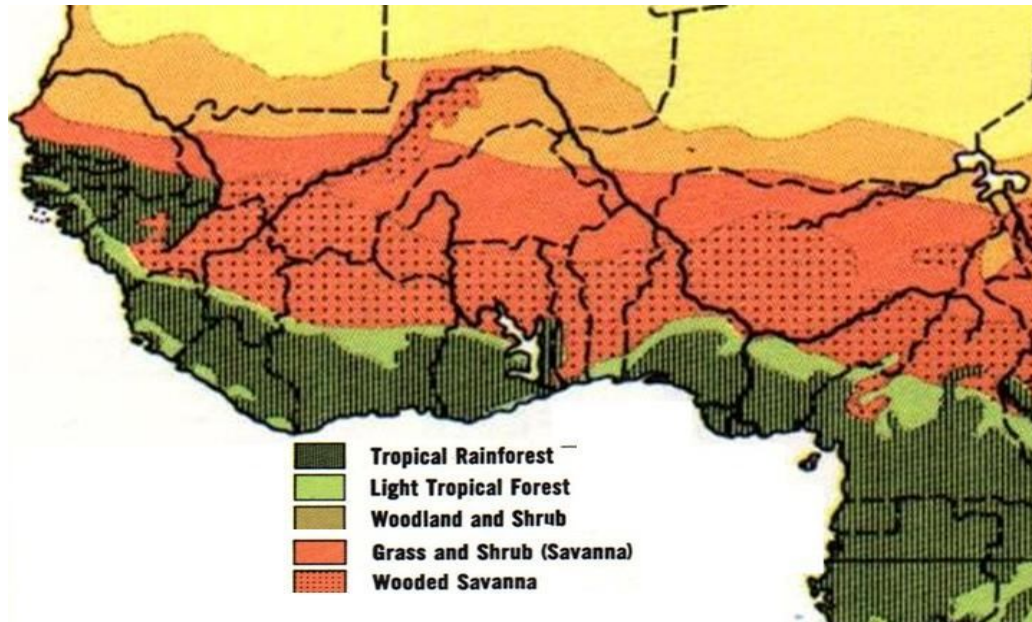 Tropical Rainforest
Light Tropical Forest
Woodland and Shrub
Grass and Shrub (Savanna)
Wooded Savanna